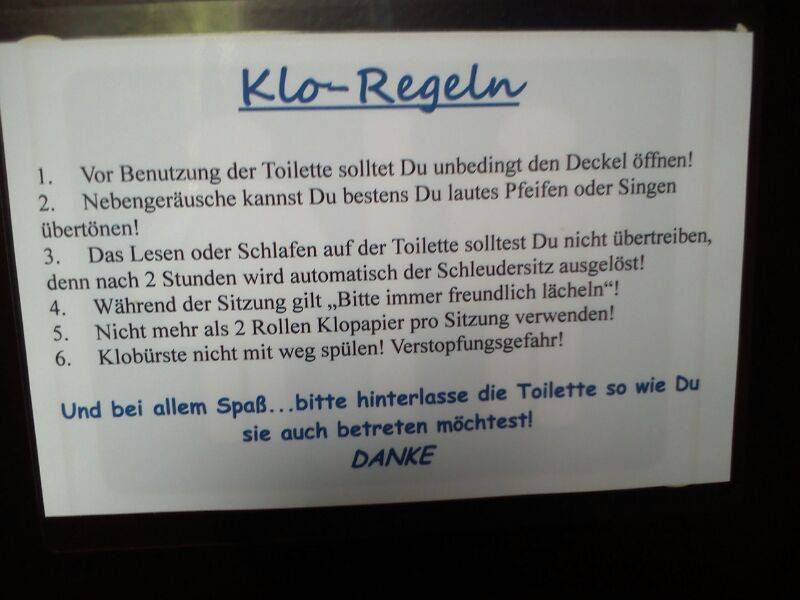 Klo-Regeln
1. Vor Benutzung der Toilette solltet Du unbedingt den Deckel öffnen!
2. Nebengeräusche kannst Du bestens Du lautes Pfeifen oder Singen
übertönen!
3. Das Lesen oder Schlafen auf der Toilette solltest Du nicht übertreiben,
denn nach 2 Stunden wird automatisch der Schleudersitz ausgelöst!
4. Während der Sitzung gilt „Bitte immer freundlich lächeln“!
5. Nicht mehr als 2 Rollen Klopapier pro Sitzung verwenden!
6. Klobürste nicht mit weg spülen! Verstopfungsgefahr!
Und bei allem Spaß...bitte hinterlasse die Toilette so wie Du
sie auch betreten möchtest!
DANKE